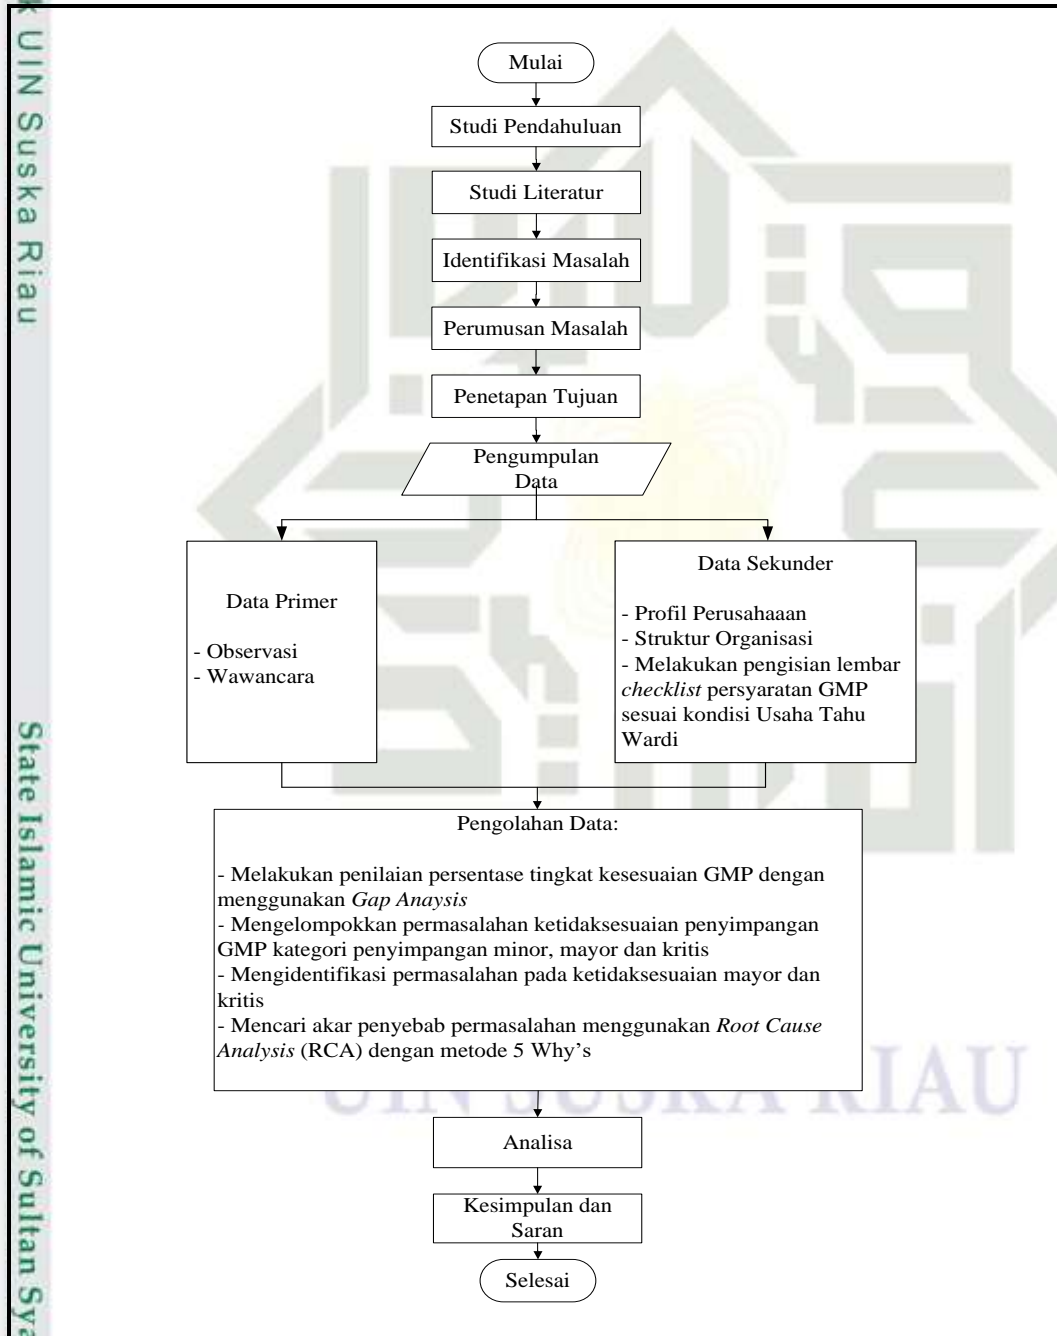 k UIN Suska Riau
State Islamic University of Sultan Sya
Mulai
Studi Pendahuluan
Studi Literatur
Identifikasi Masalah
Perumusan Masalah
Penetapan Tujuan
Pengumpulan
Data
Data Primer
- Observasi
- Wawancara
Data Sekunder
- Profil Perusahaaan
- Struktur Organisasi
- Melakukan pengisian lembar
checklist persyaratan GMP
sesuai kondisi Usaha Tahu
Wardi
Pengolahan Data:
- Melakukan penilaian persentase tingkat kesesuaian GMP dengan
menggunakan Gap Anaysis
- Mengelompokkan permasalahan ketidaksesuaian penyimpangan
GMP kategori penyimpangan minor, mayor dan kritis
- Mengidentifikasi permasalahan pada ketidaksesuaian mayor dan
kritis
- Mencari akar penyebab permasalahan menggunakan Root Cause
Analysis (RCA) dengan metode 5 Why's
UIN SUSKA RIAU
Analisa
Kesimpulan dan
Saran
Selesai